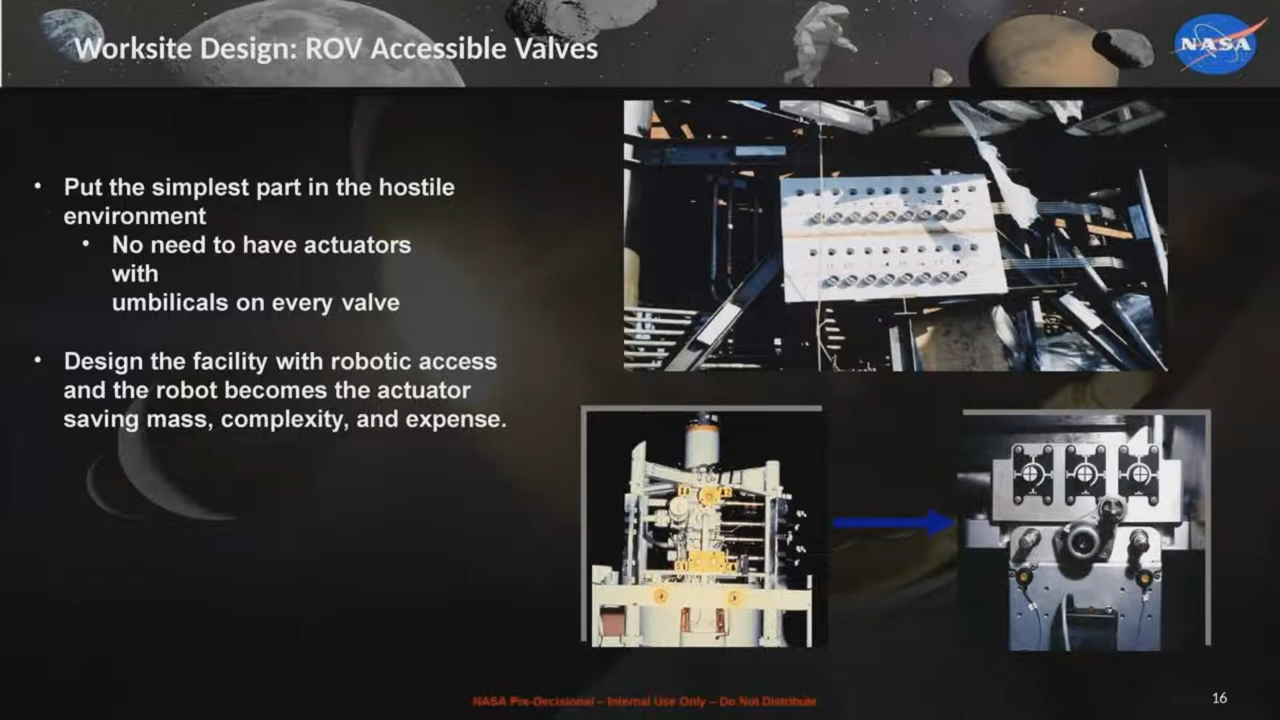 Worksite Design: ROV Accessible Valves
NASA
• Put the simplest part in the hostile
environment
• No need to have actuators
with
umbilicals on every valve
• Design the facility with robotic access
and the robot becomes the actuator
saving mass, complexity, and expense.
NASA Pre-Decisional – Internal Use Only – Do Not Distribute
16